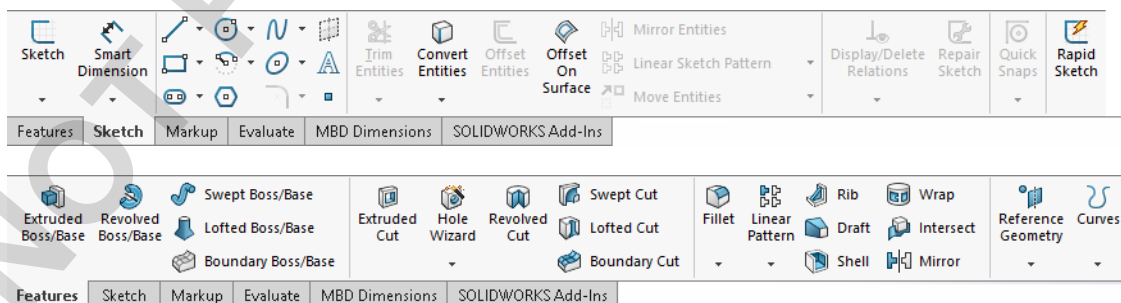 Sketch
Smart Dimension
Trim Entities
Convert Entities
Offset Entities
Offset On Surface
Mirror Entities
Linear Sketch Pattern
Move Entities
Display/Delete Relations
Repair Sketch
Quick Snaps
Rapid Sketch
Features Sketch Markup Evaluate MBD Dimensions SOLIDWORKS Add-Ins
Extruded Boss/Base
Revolved Boss/Base
Swept Boss/Base
Lofted Boss/Base
Boundary Boss/Base
Extruded Cut
Hole Wizard
Revolved Cut
Swept Cut
Lofted Cut
Boundary Cut
Fillet
Linear Pattern
Rib
Draft
Shell
Wrap
Intersect
Mirror
Reference Geometry
Curves
Features Sketch Markup Evaluate MBD Dimensions SOLIDWORKS Add-Ins